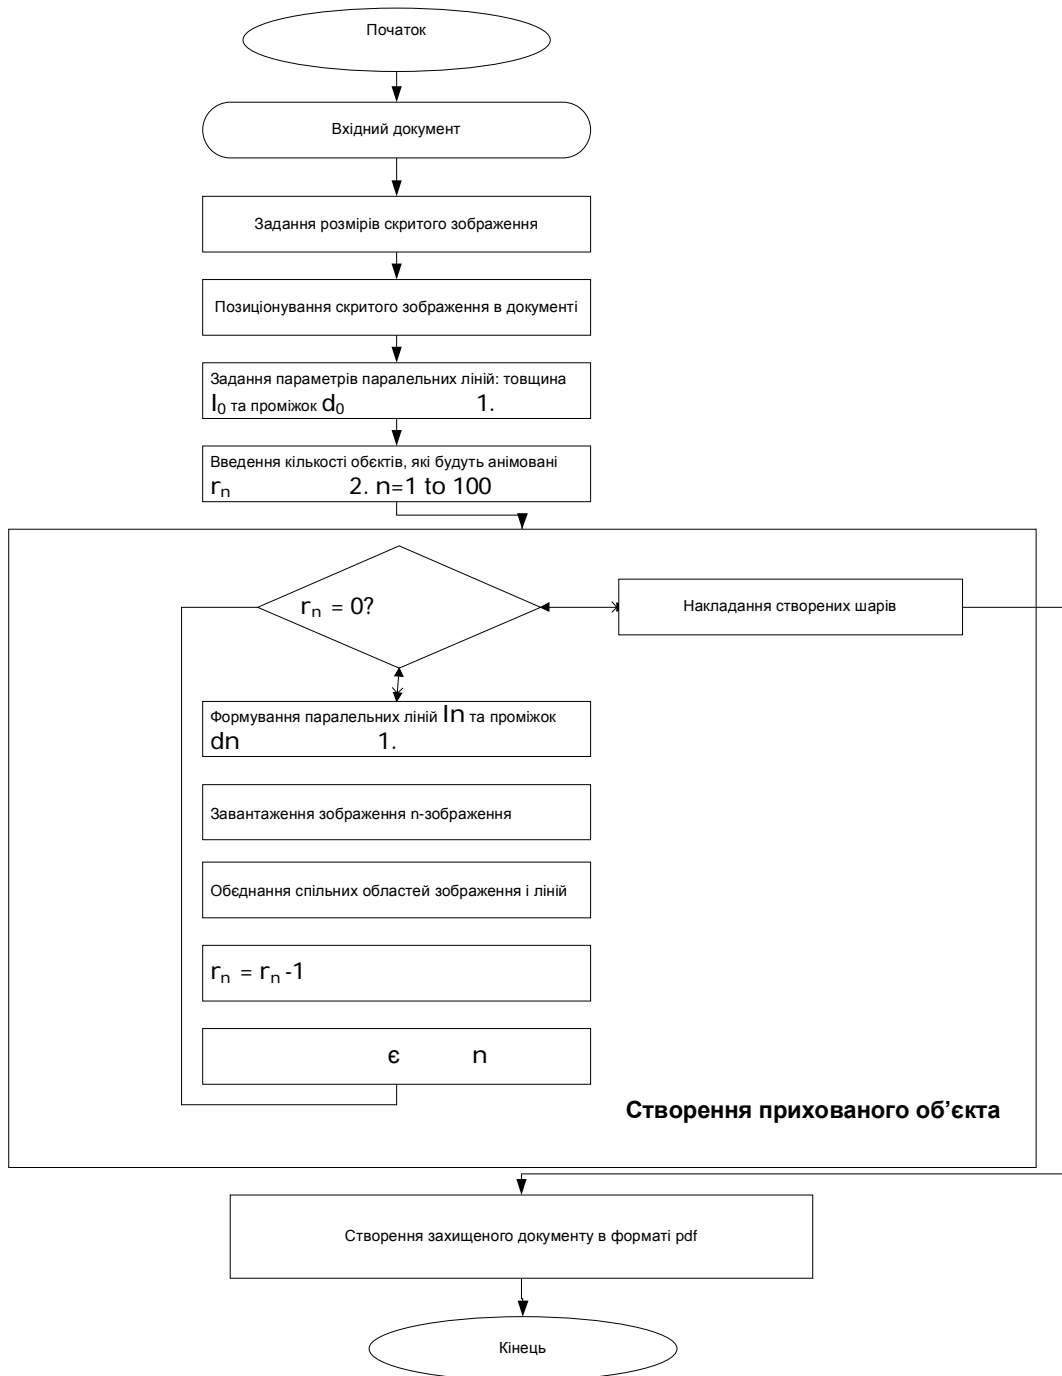 Початок
Вхідний документ
Задання розмірів скритого зображення
Позиціонування скритого зображення в документі
Задання параметрів паралельних ліній: товщина
l₀ та проміжок d₀ 1.
Введення кількості обєктів, які будуть анімовані
rₙ 2. n=1 to 100
rₙ = 0?
Накладання створених шарів
Формування паралельних ліній ln та проміжок
dn 1.
Завантаження зображення n-зображення
Обєднання спільних областей зображення і ліній
rₙ = rₙ -1
є n
Створення прихованого об’єкта
Створення захищеного документу в форматі pdf
Кінець